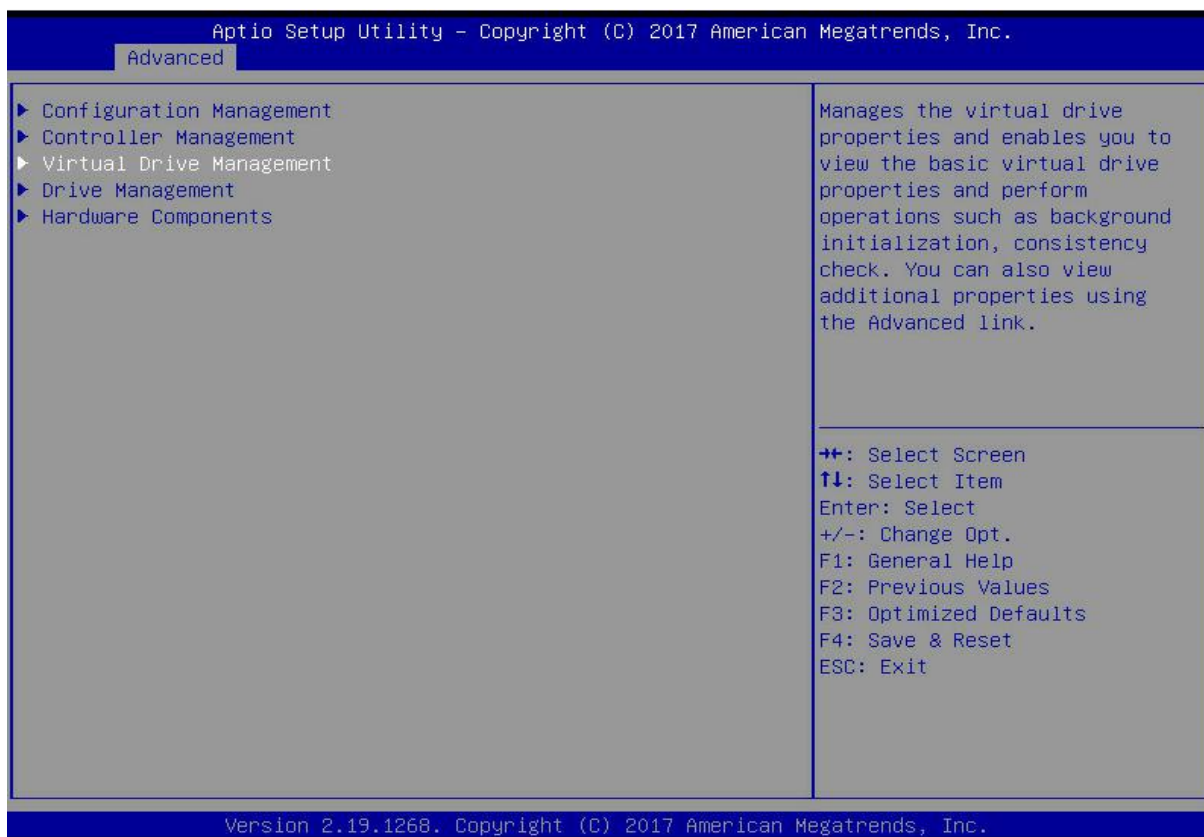 Aptio Setup Utility – Copyright (C) 2017 American Megatrends, Inc.
Advanced
▶ Configuration Management
▶ Controller Management
▶ Virtual Drive Management
▶ Drive Management
▶ Hardware Components
Manages the virtual drive
properties and enables you to
view the basic virtual drive
properties and perform
operations such as background
initialization, consistency
check. You can also view
additional properties using
the Advanced link.
→←: Select Screen
↑↓: Select Item
Enter: Select
+/-: Change Opt.
F1: General Help
F2: Previous Values
F3: Optimized Defaults
F4: Save & Reset
ESC: Exit
Version 2.19.1268. Copyright (C) 2017 American Megatrends, Inc.